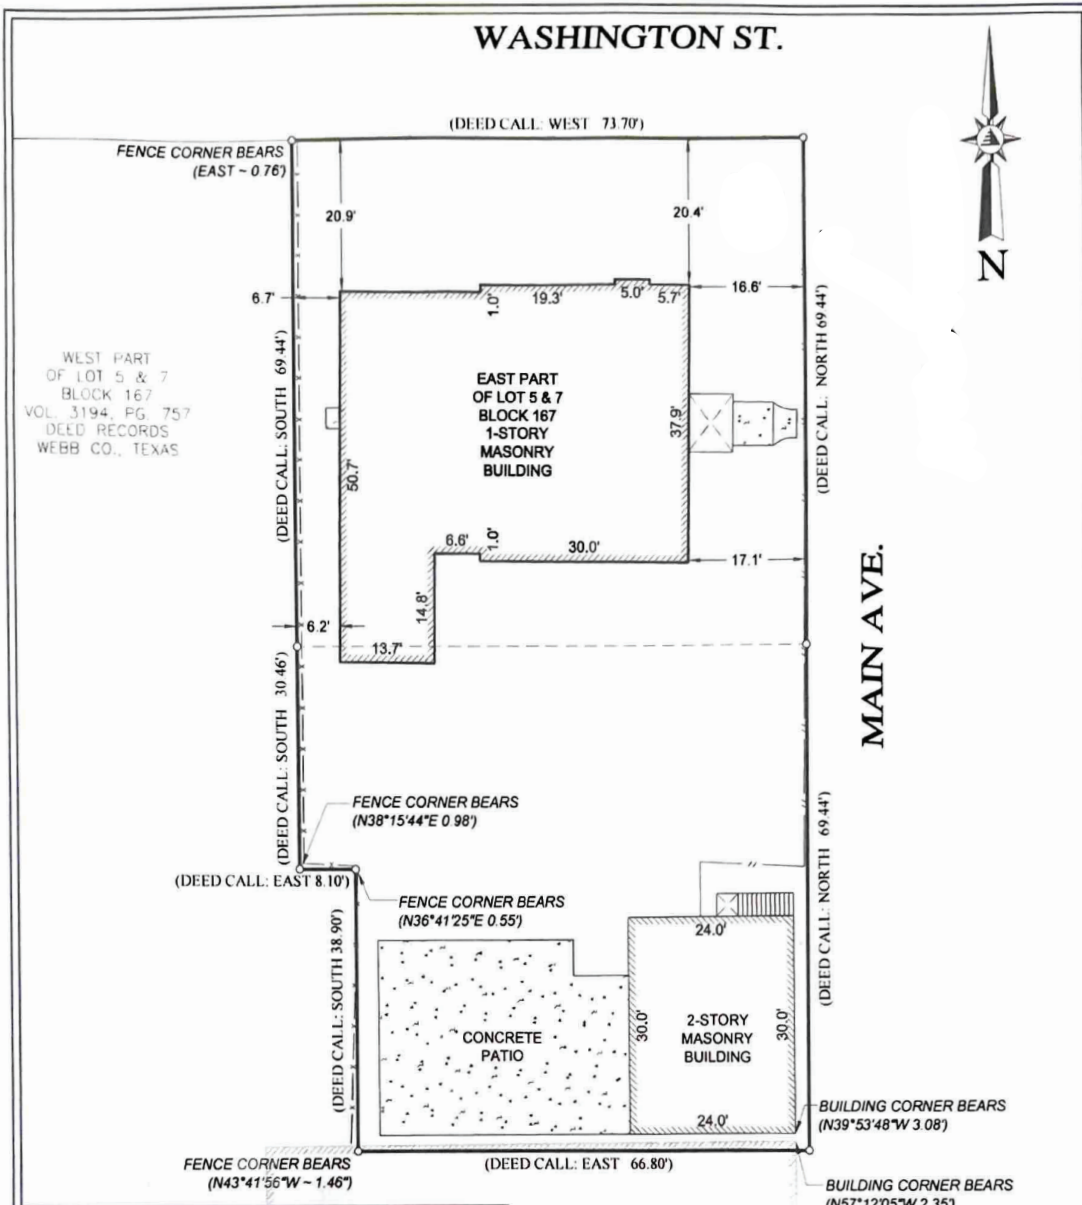 WASHINGTON ST.
(DEED CALL: WEST 73.70')
FENCE CORNER BEARS
(EAST ~ 0.76')
N
20.9'
20.4'
6.7'
1.0'
19.3'
5.0'
5.7'
16.6'
(DEED CALL: SOUTH 69.44')
(DEED CALL: NORTH 69.44')
WEST PART
OF LOT 5 & 7
BLOCK 167
VOL. 3194, PG. 757
DEED RECORDS
WEBB CO., TEXAS
EAST PART
OF LOT 5 & 7
BLOCK 167
1-STORY
MASONRY
BUILDING
37.9'
50.7'
6.6'
1.0'
30.0'
17.1'
14.8'
6.2'
13.7'
MAIN AVE.
(DEED CALL: SOUTH 30.46')
FENCE CORNER BEARS
(N38°15'44"E 0.98')
(DEED CALL: EAST 8.10')
FENCE CORNER BEARS
(N36°41'25"E 0.55')
(DEED CALL: NORTH 69.44')
(DEED CALL: SOUTH 38.90')
24.0'
CONCRETE
PATIO
30.0'
2-STORY
MASONRY
BUILDING
30.0'
24.0'
BUILDING CORNER BEARS
(N39°53'48"W 3.08')
FENCE CORNER BEARS
(N43°41'56"W ~ 1.46")
(DEED CALL: EAST 66.80')
BUILDING CORNER BEARS
(N57°12'05"W 2.35')